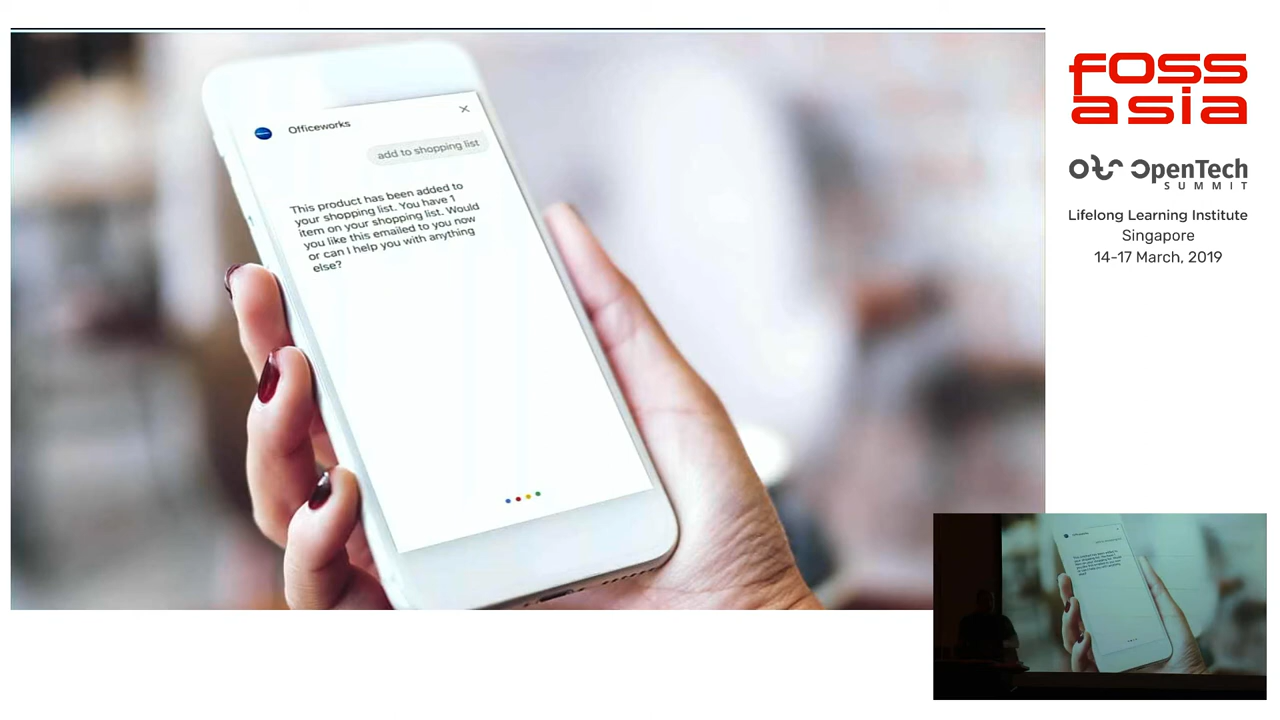 Officeworks
add to shopping list
This product has been added to
your shopping list. You have 1
item on your shopping list. Would
you like this emailed to you now
or can I help you with anything
else?
foss
asia
OpenTech
SUMMIT
Lifelong Learning Institute
Singapore
14-17 March, 2019